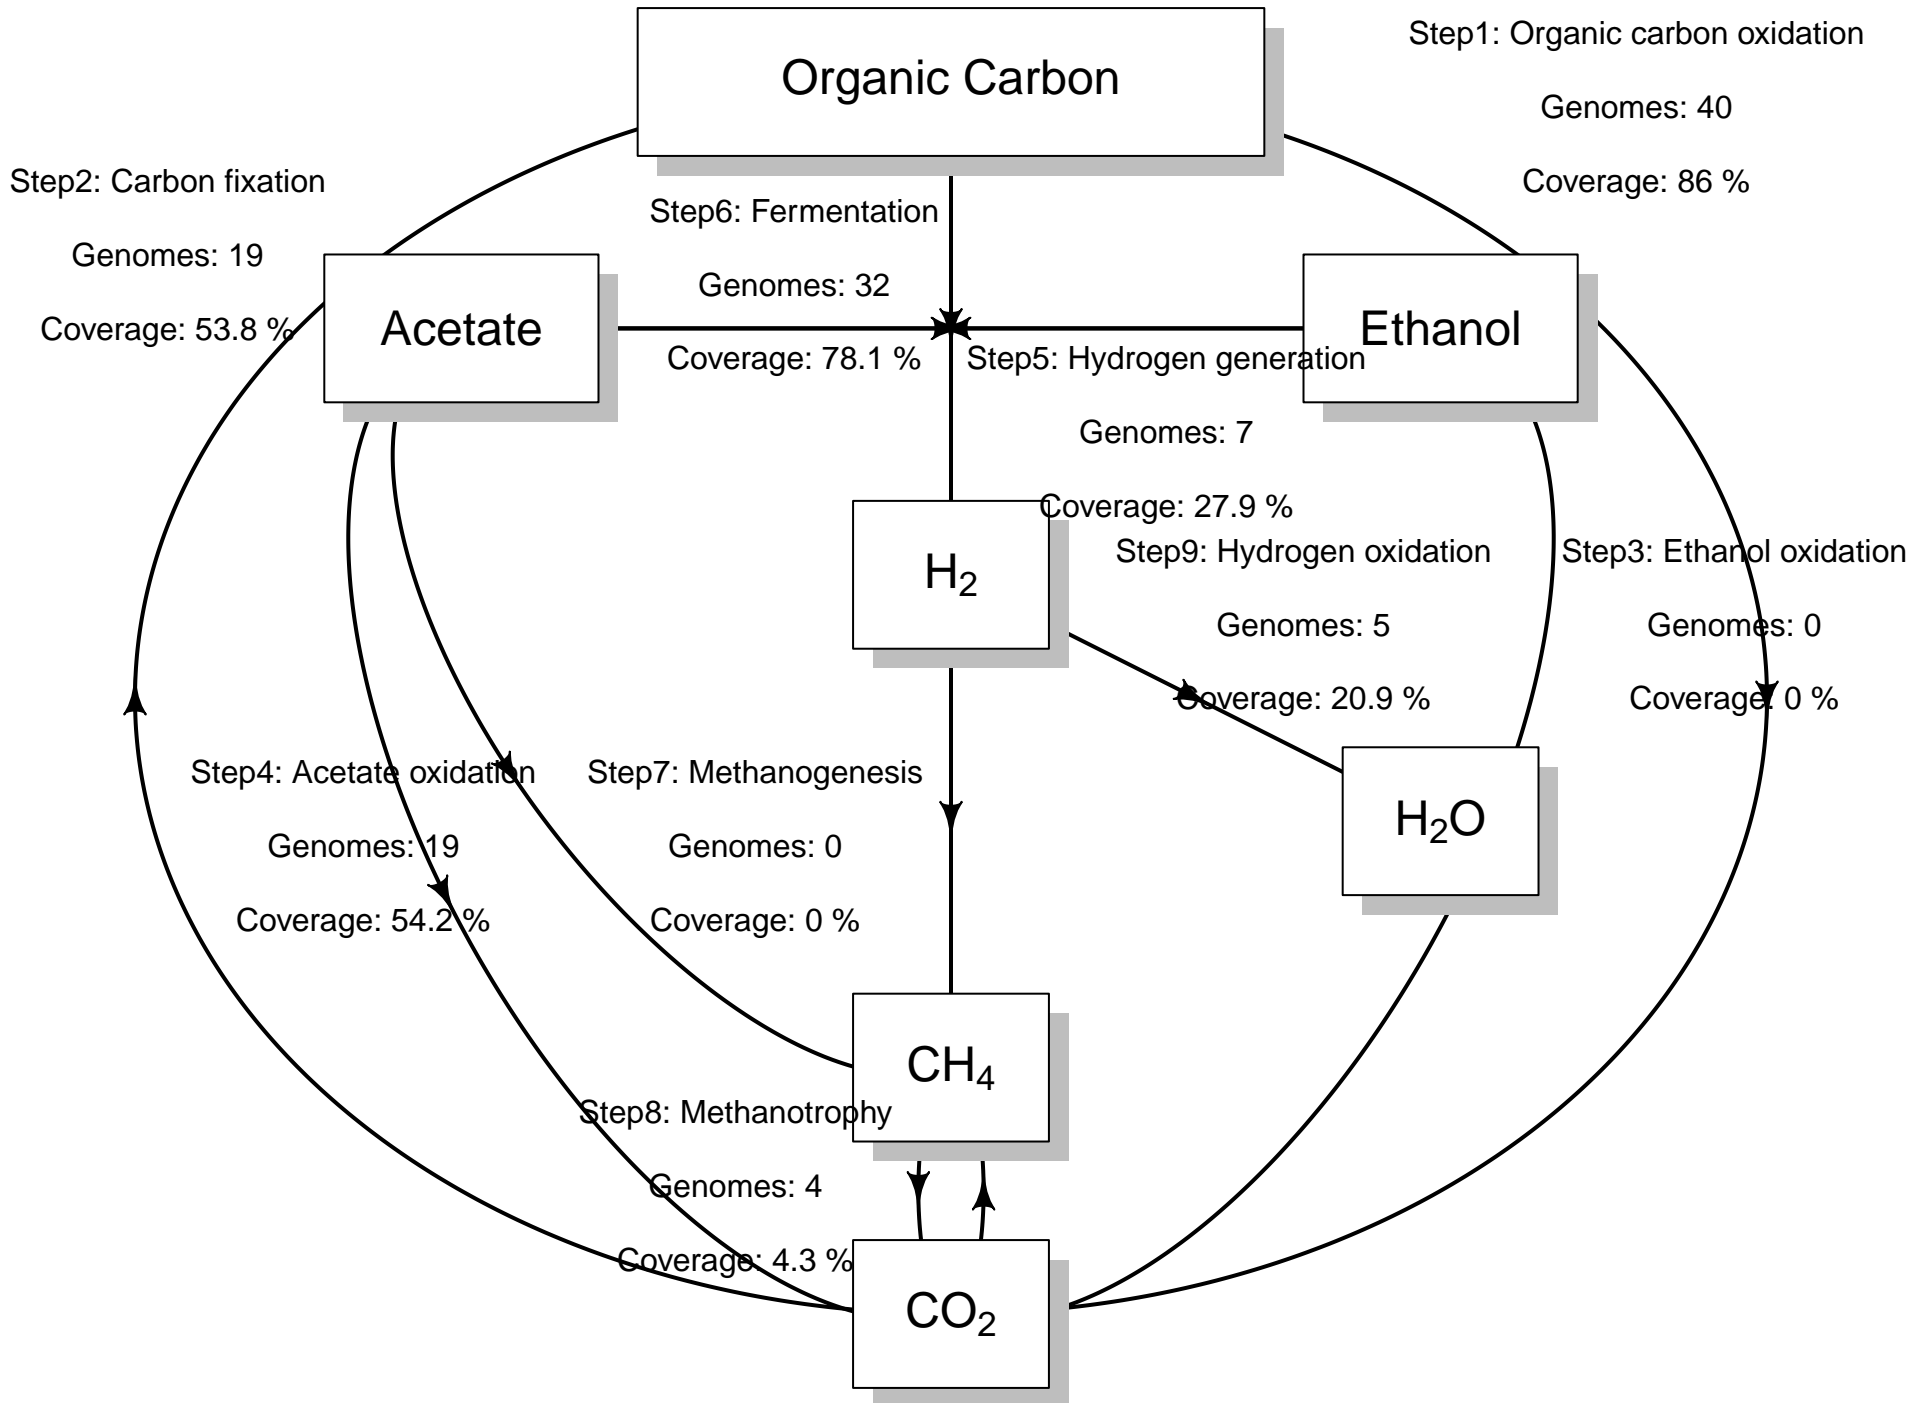 Organic Carbon
Step1: Organic carbon oxidation
Genomes: 40
Coverage: 86 %
Step2: Carbon fixation
Genomes: 19
Coverage: 53.8 %
Step6: Fermentation
Genomes: 32
Coverage: 78.1 %
Acetate
Ethanol
Step5: Hydrogen generation
Genomes: 7
Coverage: 27.9 %
H₂
Step9: Hydrogen oxidation
Genomes: 5
Coverage: 20.9 %
Step3: Ethanol oxidation
Genomes: 0
Coverage: 0 %
Step4: Acetate oxidation
Genomes: 19
Coverage: 54.2 %
Step7: Methanogenesis
Genomes: 0
Coverage: 0 %
H₂O
CH₄
Step8: Methanotrophy
Genomes: 4
Coverage: 4.3 %
CO₂